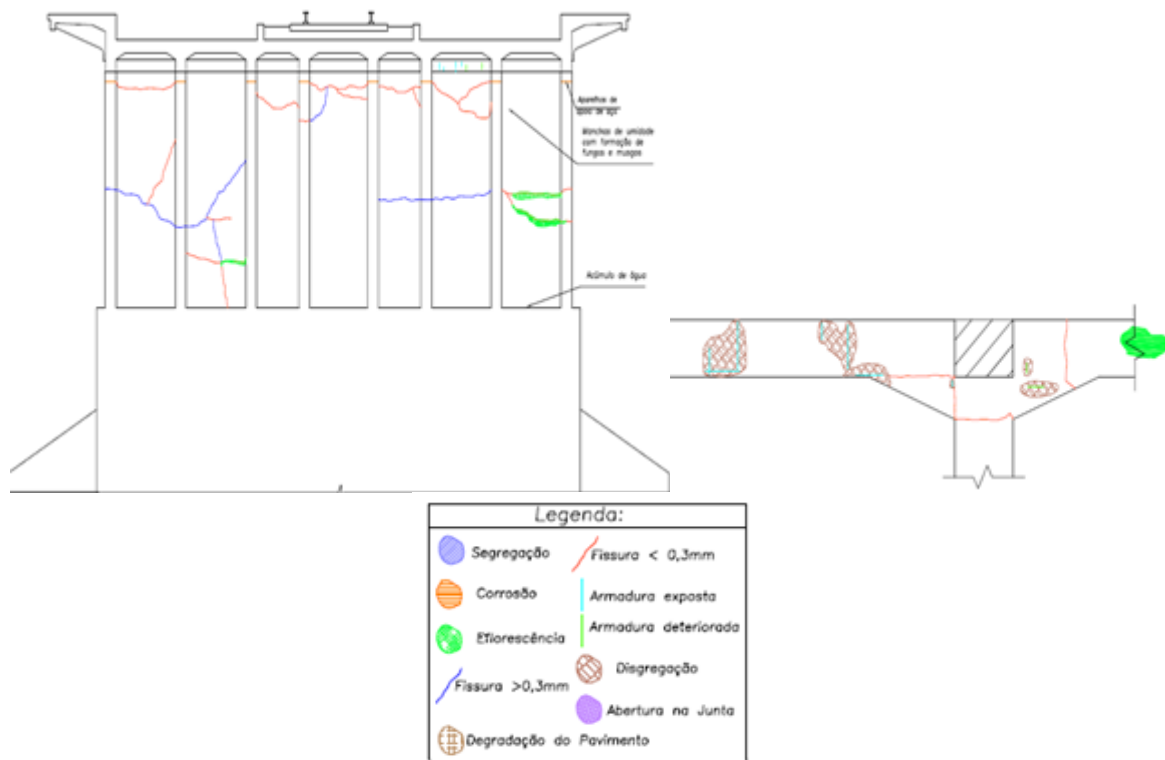 Aparelhos de
apoio de aço
Manchas de umidade
com formação de
fungos e musgos
Acúmulo de água
Legenda:
Segregação
Fissura < 0,3mm
Corrosão
Armadura exposta
Eflorescência
Armadura deteriorada
Fissura >0,3mm
Disgregação
Abertura na Junta
Degradação do Pavimento